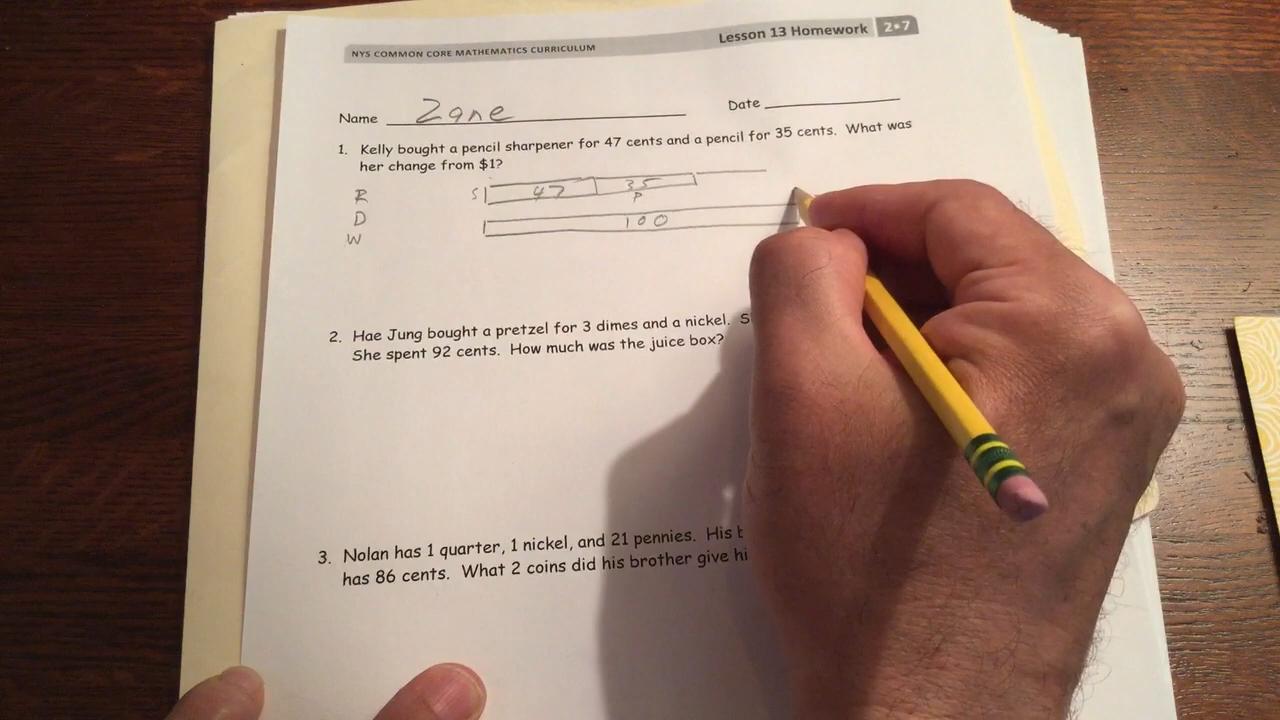 NYS COMMON CORE MATHEMATICS CURRICULUM Lesson 13 Homework 2•7
Name Zane Date
1. Kelly bought a pencil sharpener for 47 cents and a pencil for 35 cents. What was
her change from $1?
R
D
W
S 47 35
P
100
2. Hae Jung bought a pretzel for 3 dimes and a nickel. S
She spent 92 cents. How much was the juice box?
3. Nolan has 1 quarter, 1 nickel, and 21 pennies. His b
has 86 cents. What 2 coins did his brother give hi